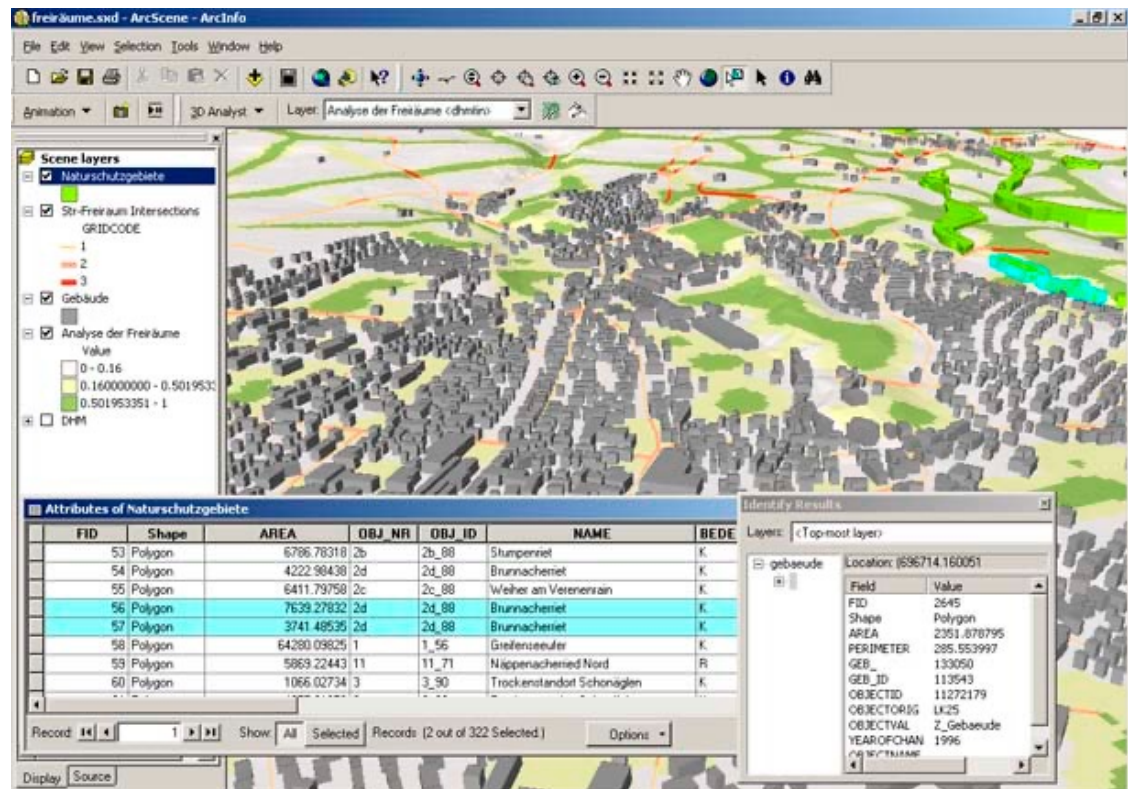 freiräume.sxd - ArcScene - ArcInfo
File Edit View Selection Tools Window Help
Animation 3D Analyst Layer: Analyse der Freiräume <dhmtin>
Scene layers
Naturschutzgebiete
Str-Freiraum Intersections
GRIDCODE
1
2
3
Gebäude
Analyse der Freiräume
Value
0 - 0.16
0.160000000 - 0.501953
0.501953351 - 1
DHM
Attributes of Naturschutzgebiete
FID Shape AREA OBJ_NR OBJ_ID NAME BEDE
53 Polygon 6786.78318 2b 2b_88 Stumpenriet K
54 Polygon 4222.98438 2d 2d_88 Brunnacherriet K
55 Polygon 6411.79758 2c 2c_88 Weiher am Verenenrain K
56 Polygon 7639.27832 2d 2d_88 Brunnacherriet K
57 Polygon 3741.48535 2d 2d_88 Brunnacherriet K
58 Polygon 64280.09825 1 1_56 Greifenseeufer K
59 Polygon 5869.22443 11 11_71 Näppenacherried Nord R
60 Polygon 1066.02734 3 3_90 Trockenstandort Schonäglen K
Record: 1 Show: All Selected Records (2 out of 322 Selected.) Options
Display Source
Identify Results
Layers: <Top-most layer>
gebaeude
Location: (696714.160051
Field Value
FID 2645
Shape Polygon
AREA 2351.878795
PERIMETER 285.553997
GEB_ 133050
GEB_ID 113543
OBJECTID 11272179
OBJECTORIG LK25
OBJECTVAL Z_Gebaeude
YEAROFCHAN 1996
OBJECTNAME